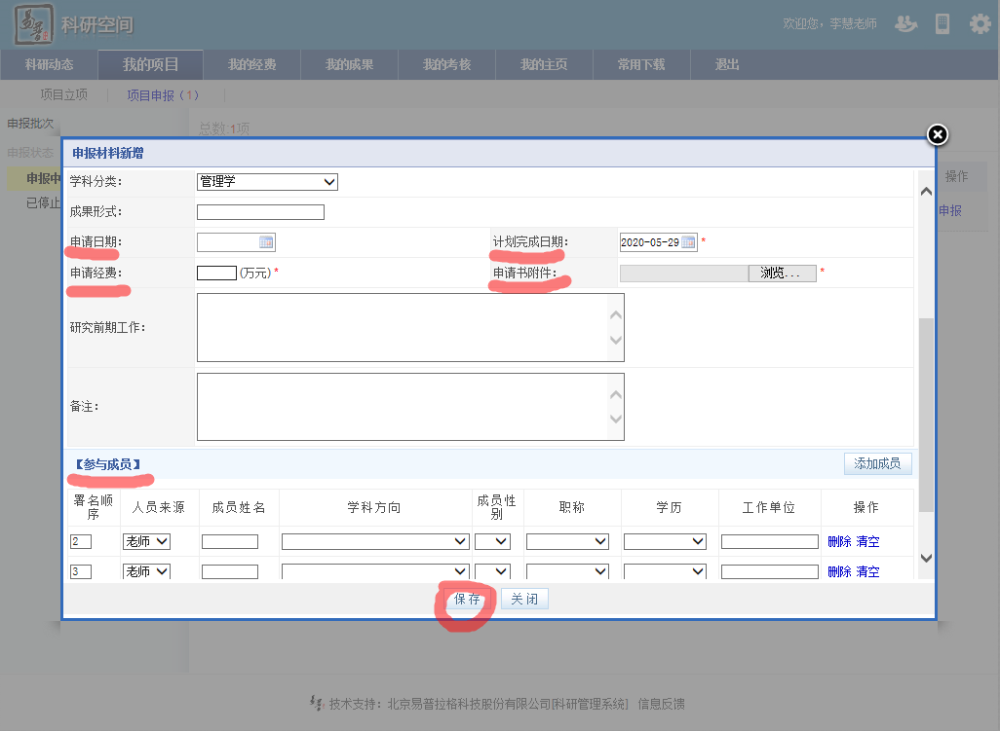 易普 科研空间
欢迎您，李慧老师
科研动态 我的项目 我的经费 我的成果 我的考核 我的主页 常用下载 退出
项目立项 项目申报（1）
申报批次 总数:1项
申报材料新增
申报状态
申报中 学科分类： 管理学 操作
已停止 成果形式： 申报
申请日期： 计划完成日期： 2020-05-29 *
申请经费： (万元) * 申请书附件： 浏览... *
研究前期工作：
备注：
【参与成员】 添加成员
署名顺序 人员来源 成员姓名 学科方向 成员性别 职称 学历 工作单位 操作
2 老师 删除 清空
3 老师 删除 清空
保存 关闭
技术支持：北京易普拉格科技股份有限公司[科研管理系统] 信息反馈